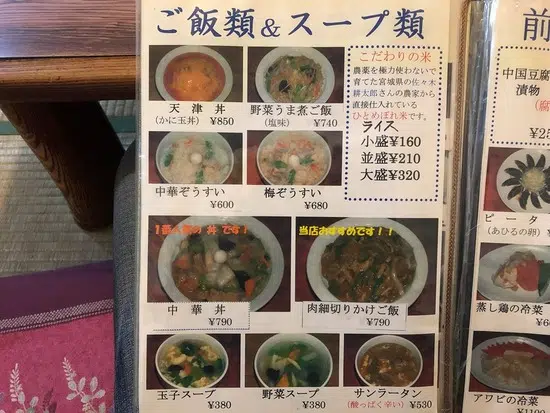 ご飯類&スープ類
天津丼
(かに玉丼) ¥850
野菜うま煮ご飯
(塩味) ¥740
こだわりの米
農薬を極力使わないで
育てた宮城県の佐々木
耕太郎さんの農家から
直接仕入れている
ひとめぼれ米です。
ライス
小盛¥160
並盛¥210
大盛¥320
中華ぞうすい
¥600
梅ぞうすい
¥680
1番人気の 丼 です!
中華丼
¥790
当店おすすめです!!
肉細切りかけご飯
¥790
玉子スープ
¥380
野菜スープ
¥380
サンラータン
(酸っぱく辛い) ¥530
前
中国豆腐
漬物
ピータ
(あひるの卵)
蒸し鶏の冷菜
アワビの冷菜
¥1100